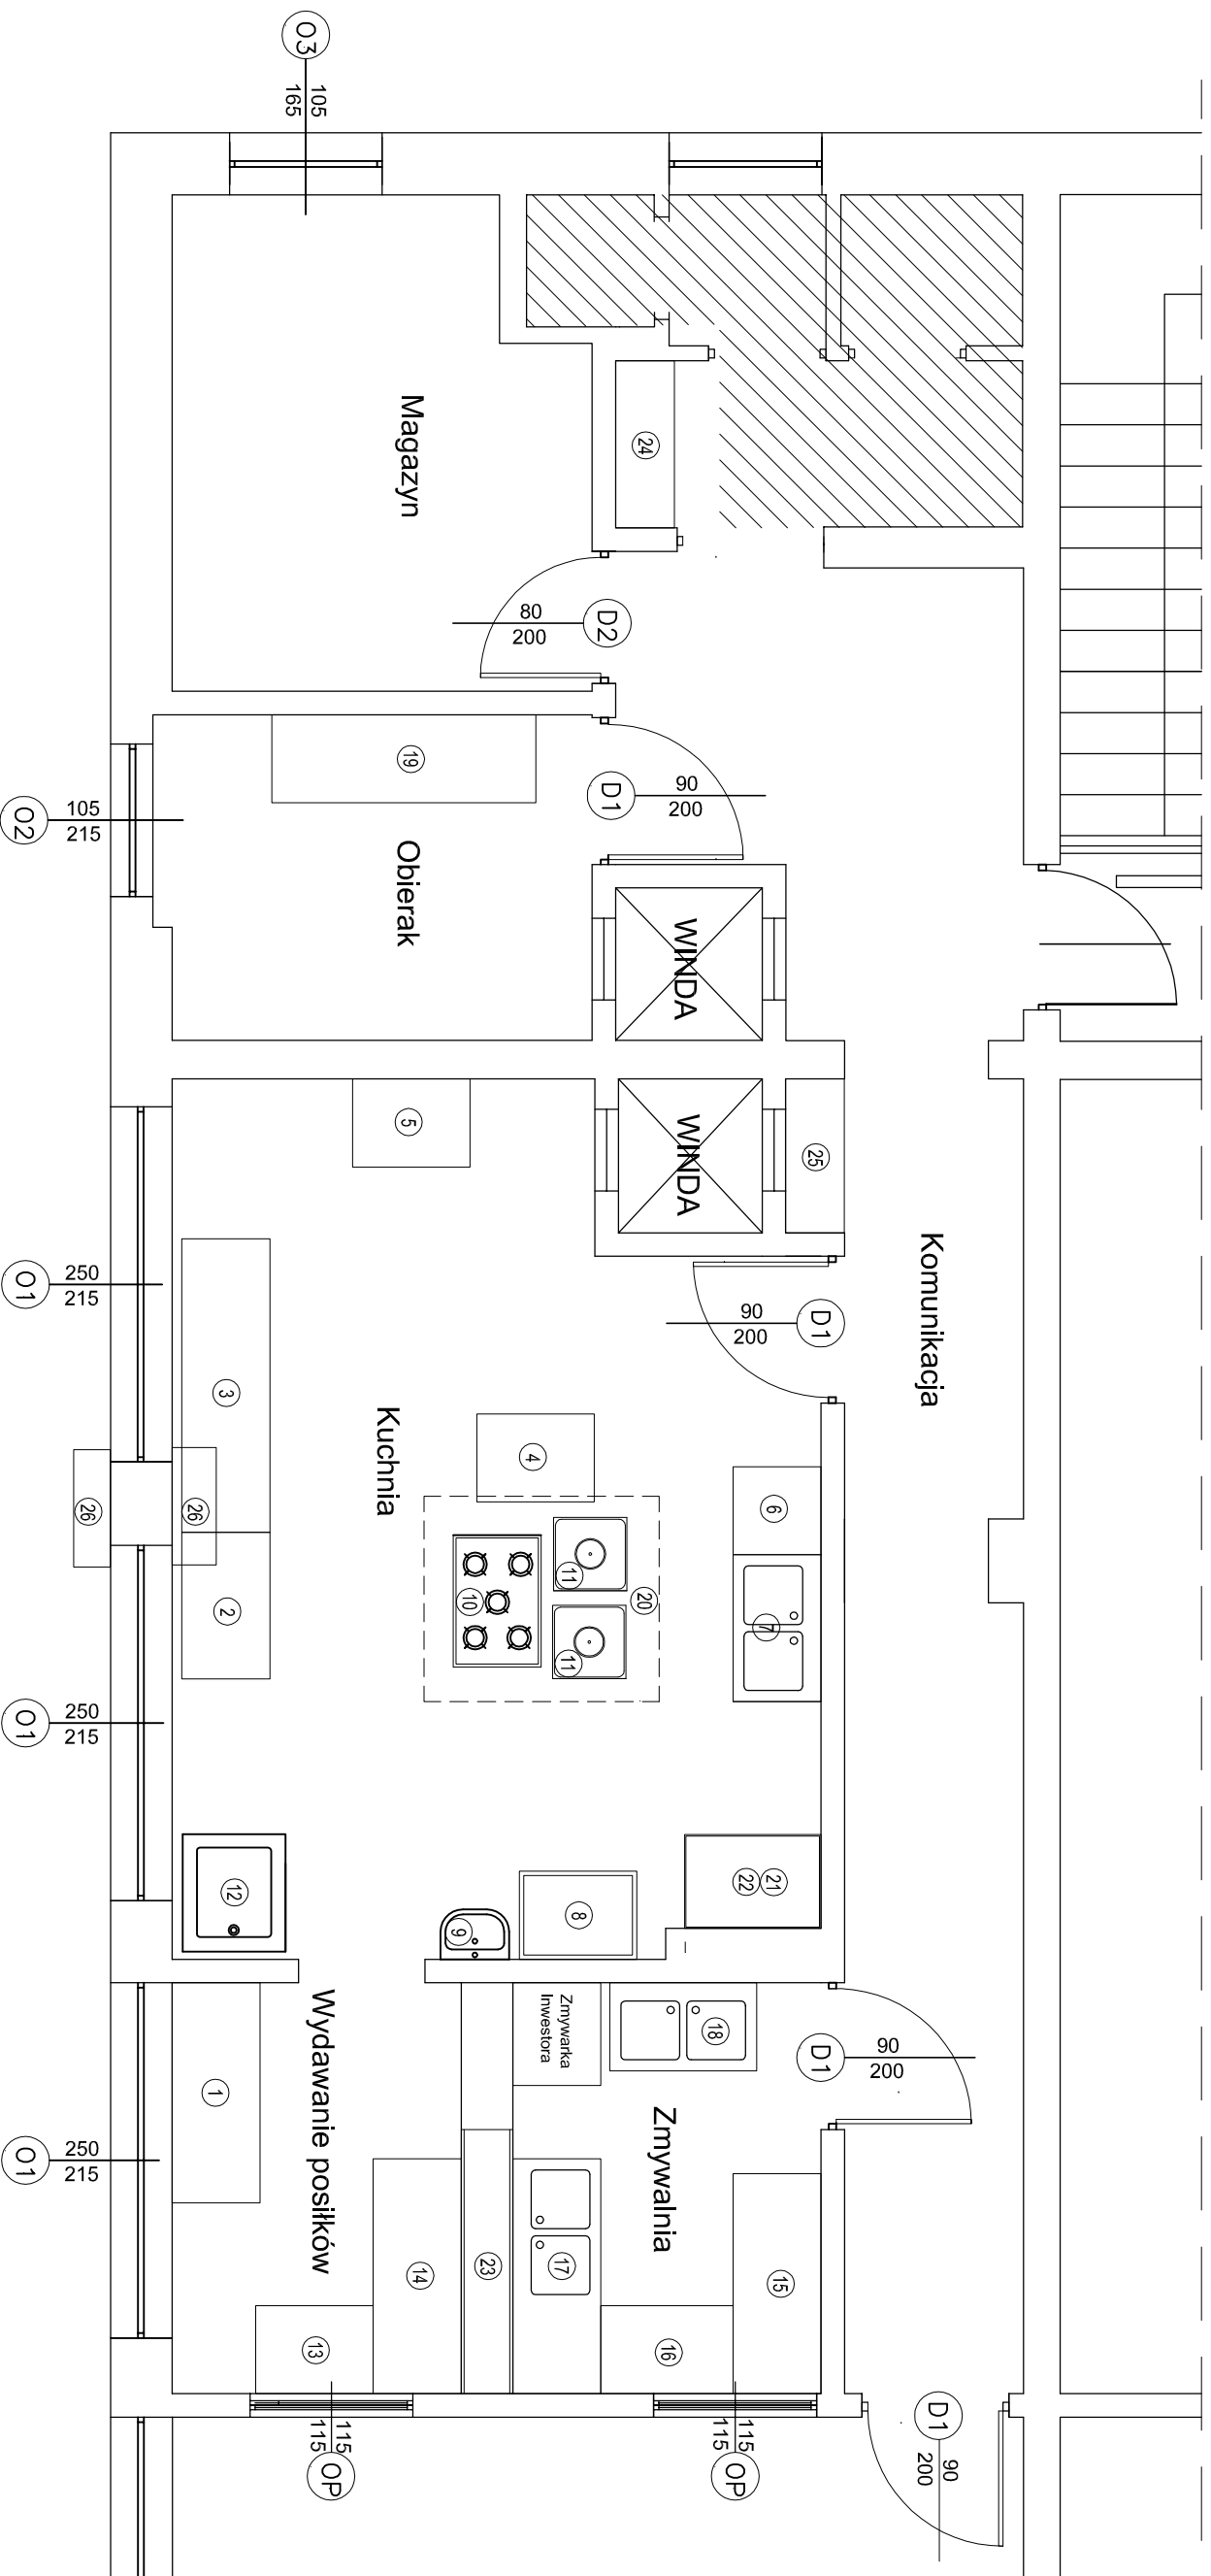 O3
105
165
Magazyn
24
80
200
D2
19
90
200
D1
105
215
O2
Obierak
WINDA
WINDA
25
5
Komunikacja
90
200
D1
250
215
O1
3
4
6
Kuchnia
26
26
2
10
11
11
20
7
250
215
O1
12
9
8
22
21
Wydawanie posiłków
Zmywarka
Inwestora
18
90
200
D1
1
Zmywalnia
250
215
O1
14
23
17
15
13
16
115
115
OP
115
115
OP
D1
90
200